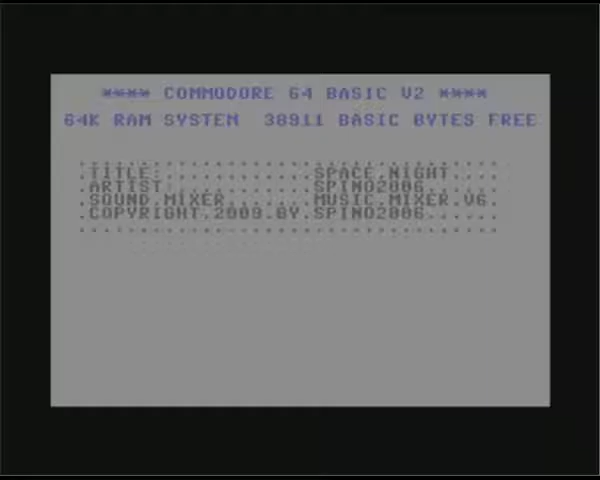 **** COMMODORE 64 BASIC V2 ****
64K RAM SYSTEM 38911 BASIC BYTES FREE
.................................
.TITLE:..................SPACE.NIGHT....
.ARTIST:.................SPINO2006......
.SOUND.MIXER.......MUSIC.MIXER.V6.
.COPYRIGHT.2009.BY.SPINO2006......
.................................